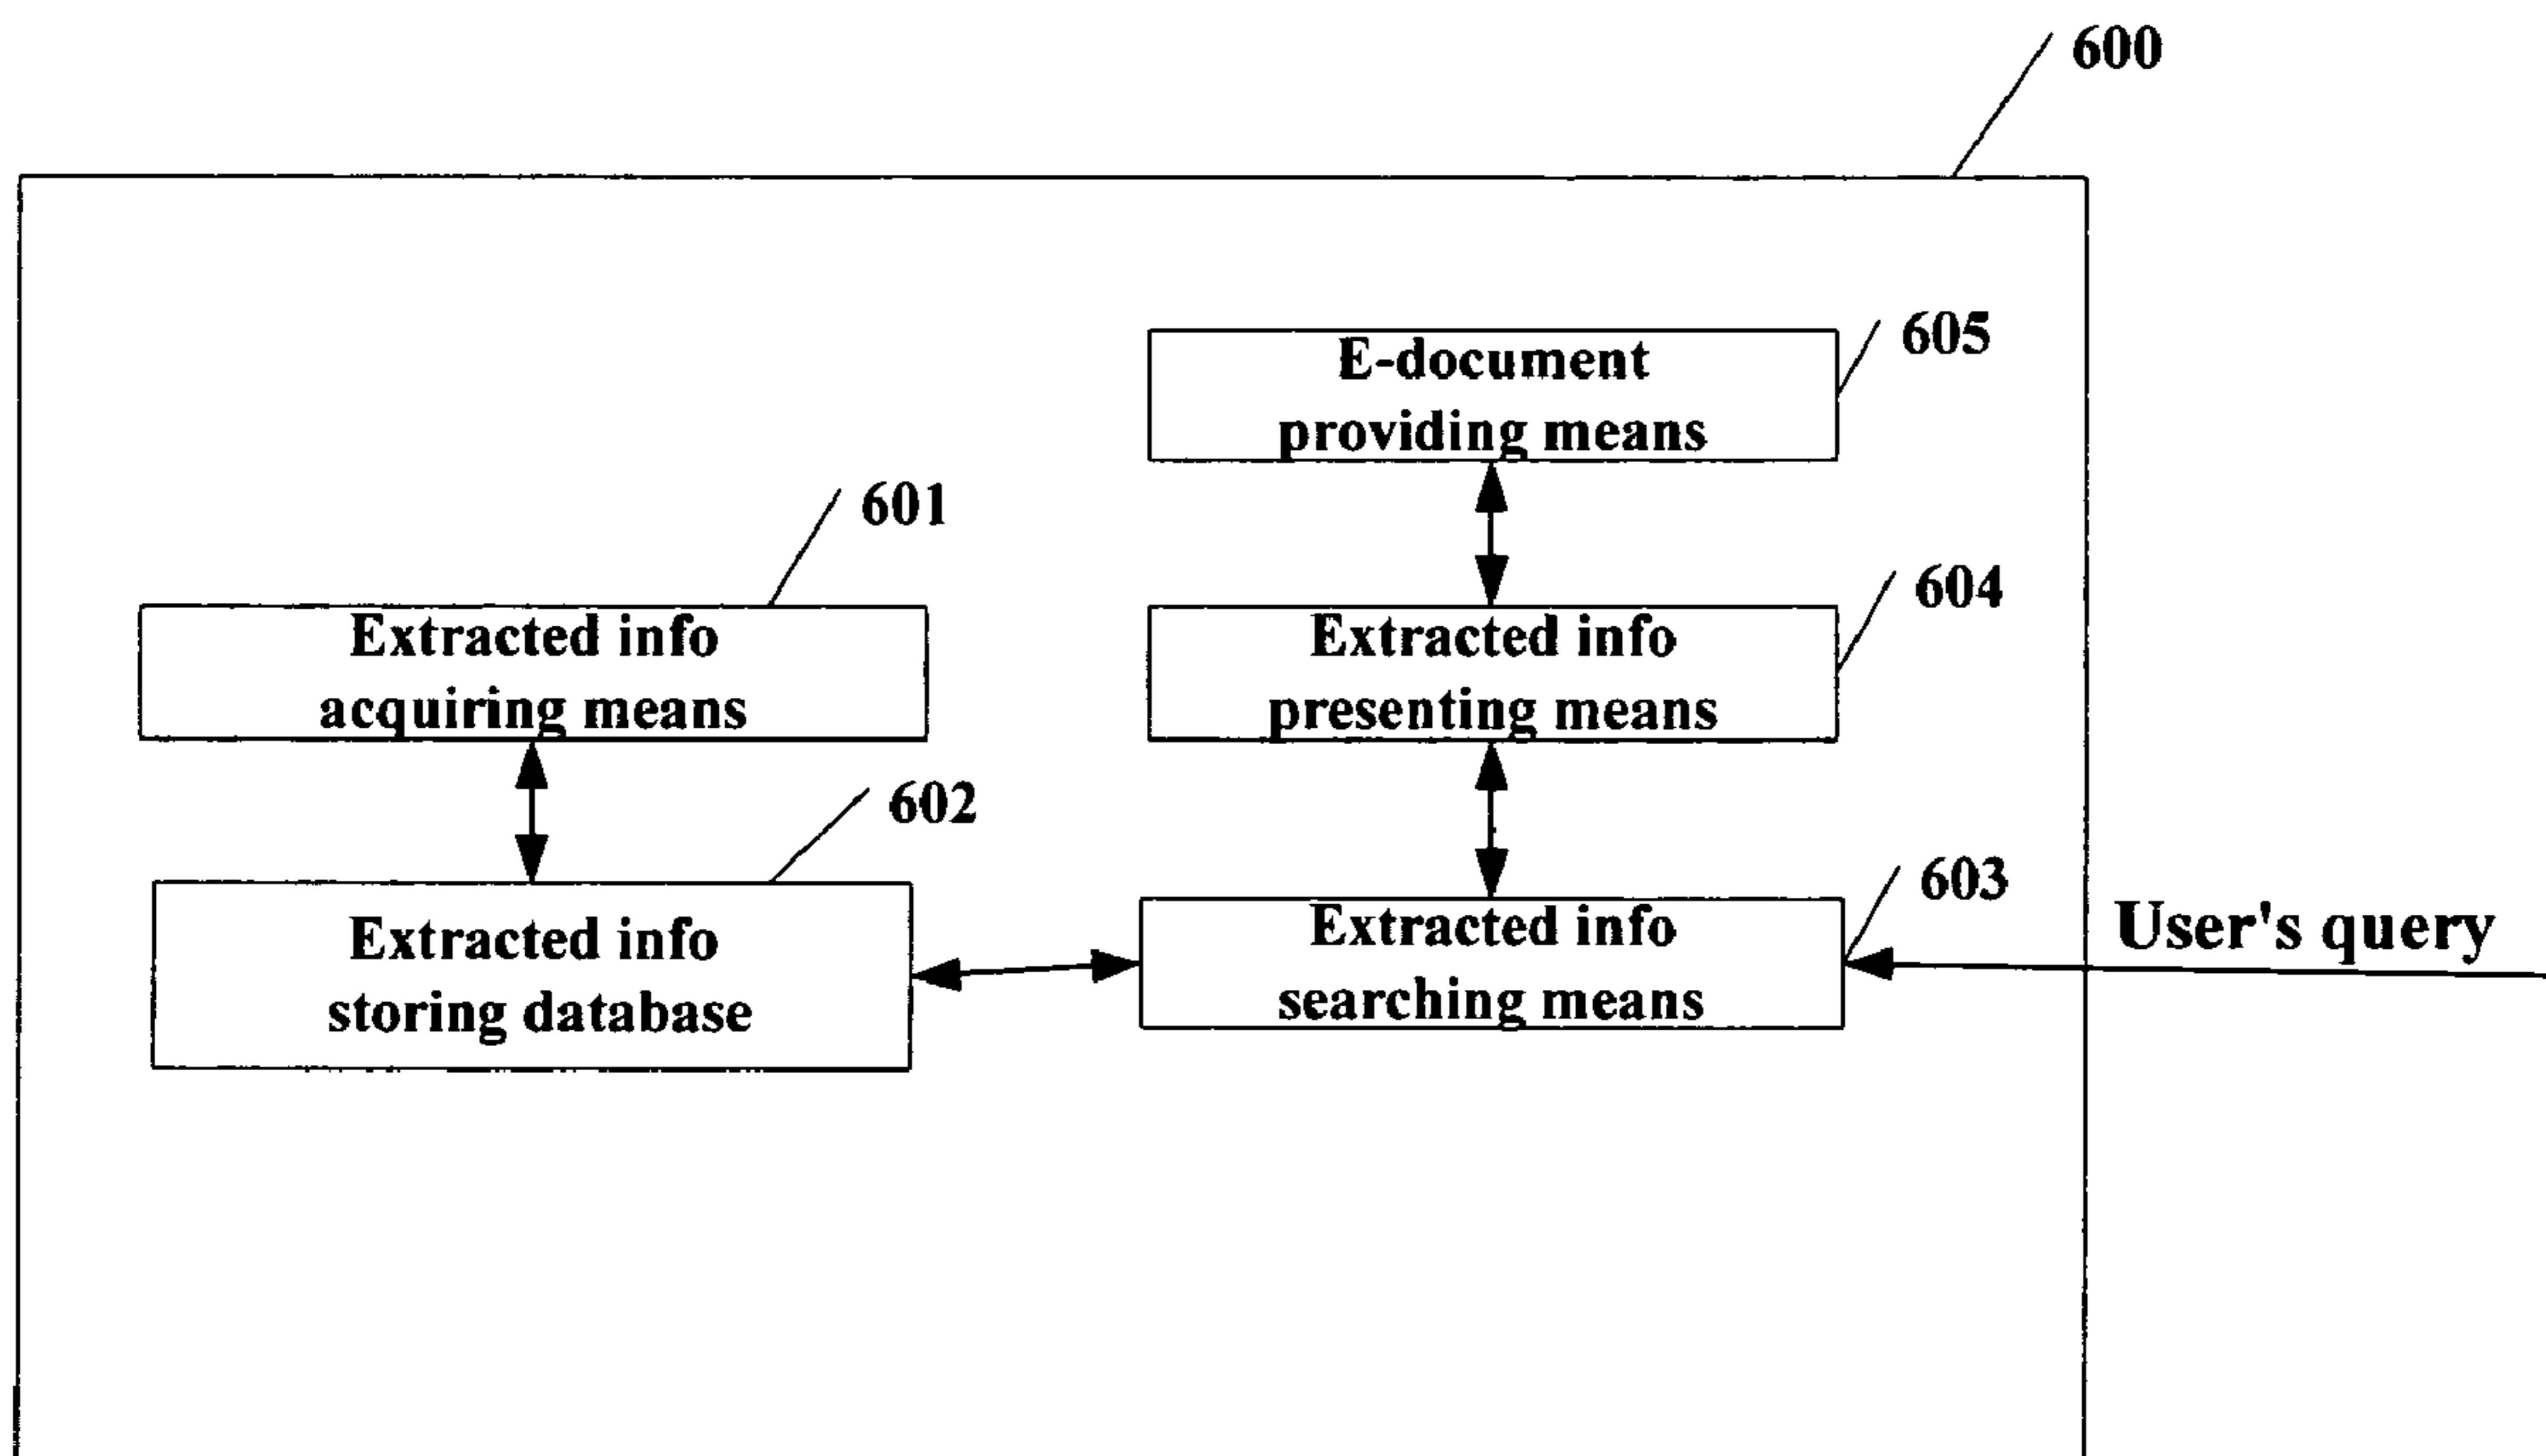 600
605
E-document
providing means
601
604
Extracted info
acquiring means
Extracted info
presenting means
602
603
Extracted info
storing database
Extracted info
searching means
User's query